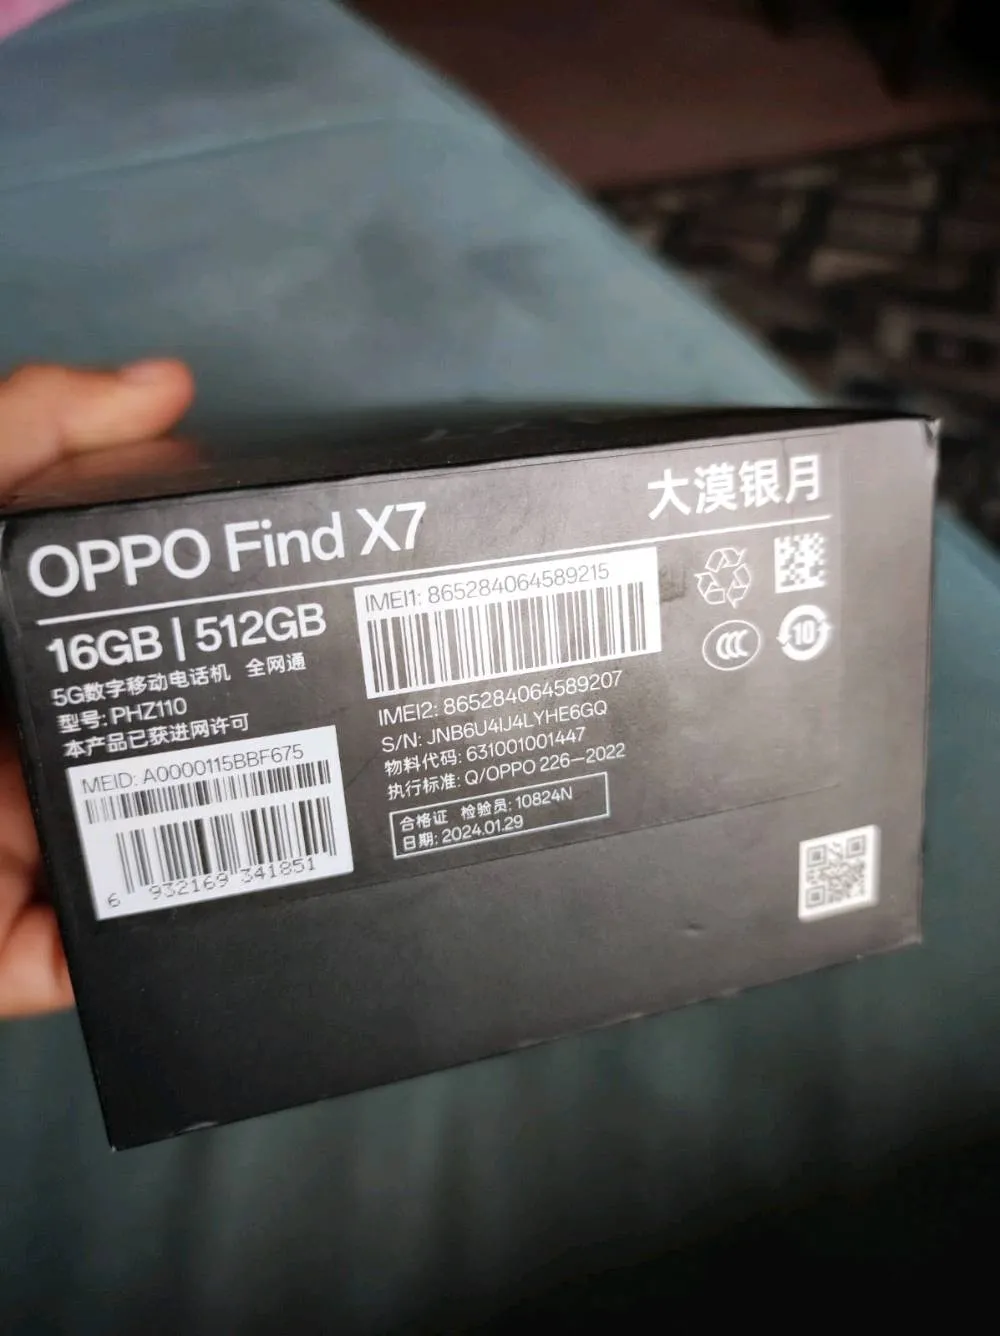 OPPO Find X7
大漠银月
16GB | 512GB
5G数字移动电话机 全网通
型号: PHZ110
本产品已获进网许可
MEID: A0000115BBF675
6 932169 341851
IMEI1: 865284064589215
IMEI2: 865284064589207
S/N: JNB6U4IJ4LYHE6GQ
物料代码: 631001001447
执行标准: Q/OPPO 226—2022
合格证 检验员: 10824N
日期: 2024.01.29
CCC
10